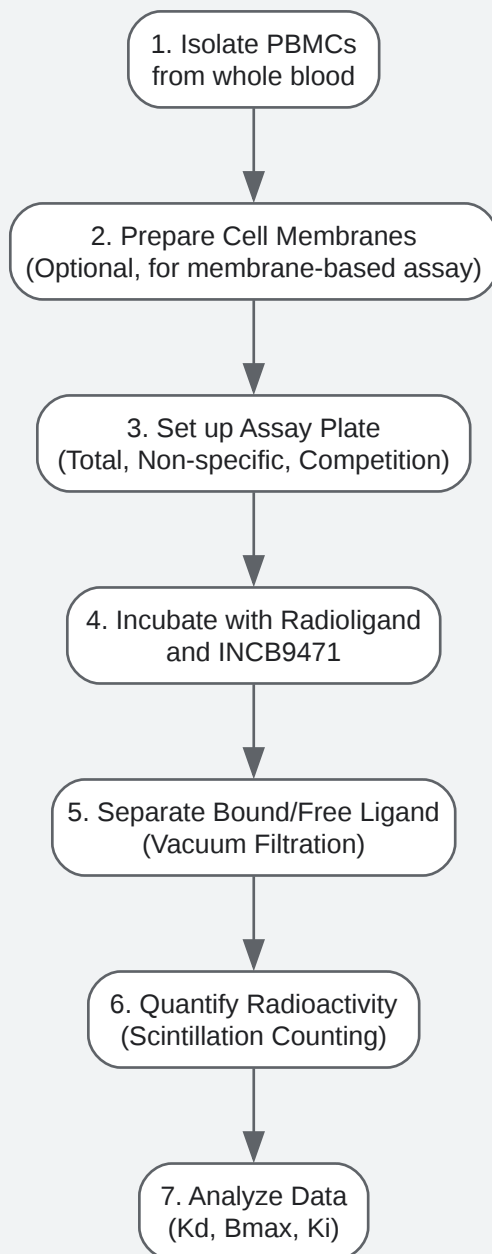 1. Isolate PBMCs
from whole blood
2. Prepare Cell Membranes
(Optional, for membrane-based assay)
3. Set up Assay Plate
(Total, Non-specific, Competition)
4. Incubate with Radioligand
and INCB9471
5. Separate Bound/Free Ligand
(Vacuum Filtration)
6. Quantify Radioactivity
(Scintillation Counting)
7. Analyze Data
(Kd, Bmax, Ki)